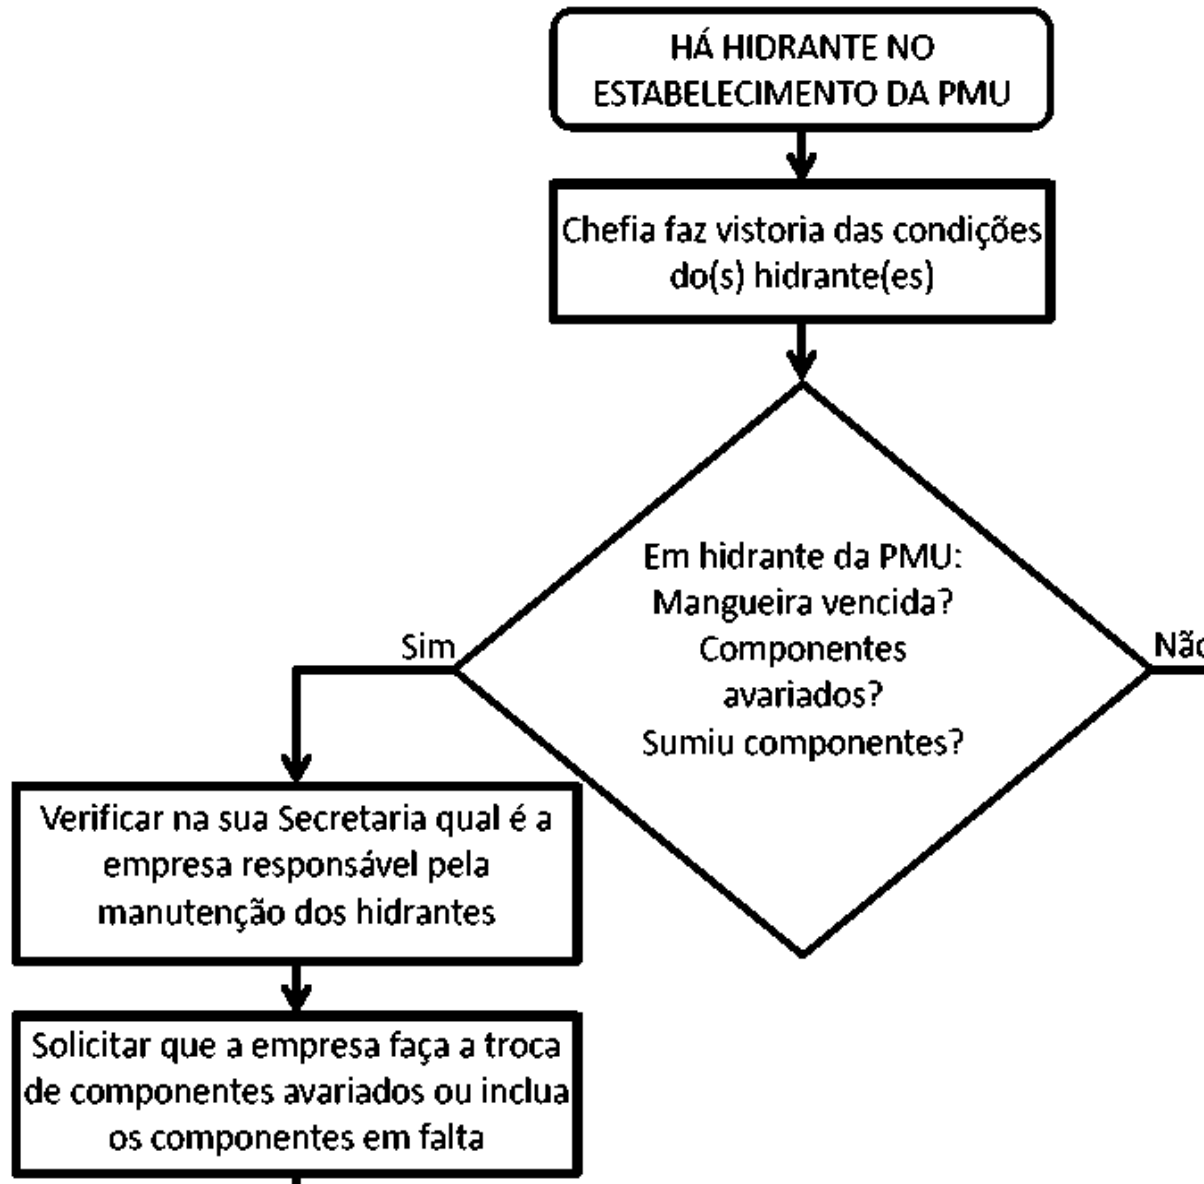 HÁ HIDRANTE NO
ESTABELECIMENTO DA PMU
Chefia faz vistoria das condições
do(s) hidrante(es)
Em hidrante da PMU:
Mangueira vencida?
Componentes
avariados?
Sumiu componentes?
Sim
Não
Verificar na sua Secretaria qual é a
empresa responsável pela
manutenção dos hidrantes
Solicitar que a empresa faça a troca
de componentes avariados ou inclua
os componentes em falta